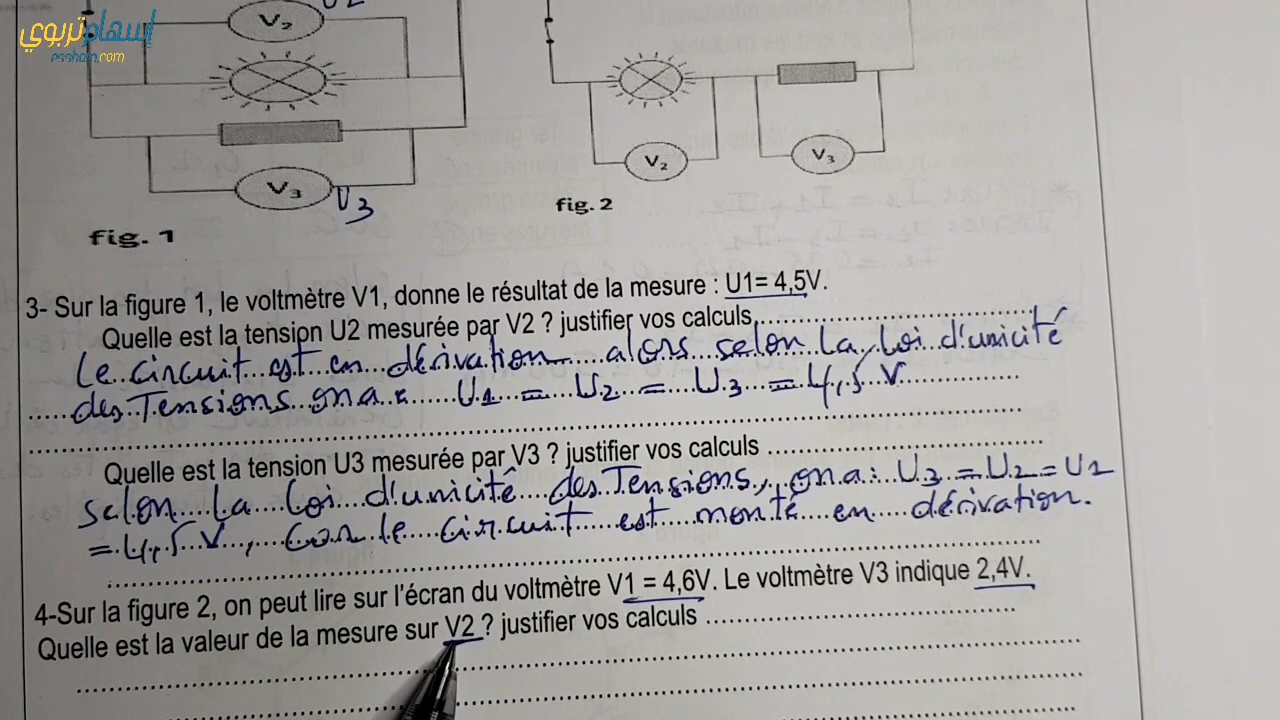 إسهام تربوي
esshom.com
V2
V3
U3
V2
V3
fig. 1
fig. 2
3- Sur la figure 1, le voltmètre V1, donne le résultat de la mesure : U1= 4,5V.
Quelle est la tension U2 mesurée par V2 ? justifier vos calculs
Le circuit est en dérivation alors selon la loi d'unicité
des Tensions on a : U1 = U2 = U3 = 4,5 V
Quelle est la tension U3 mesurée par V3 ? justifier vos calculs
selon la loi d'unicité des Tensions, on a : U3 = U2 = U1
= 4,5 V, car le circuit est monté en dérivation.
4-Sur la figure 2, on peut lire sur l'écran du voltmètre V1 = 4,6V. Le voltmètre V3 indique 2,4V.
Quelle est la valeur de la mesure sur V2 ? justifier vos calculs